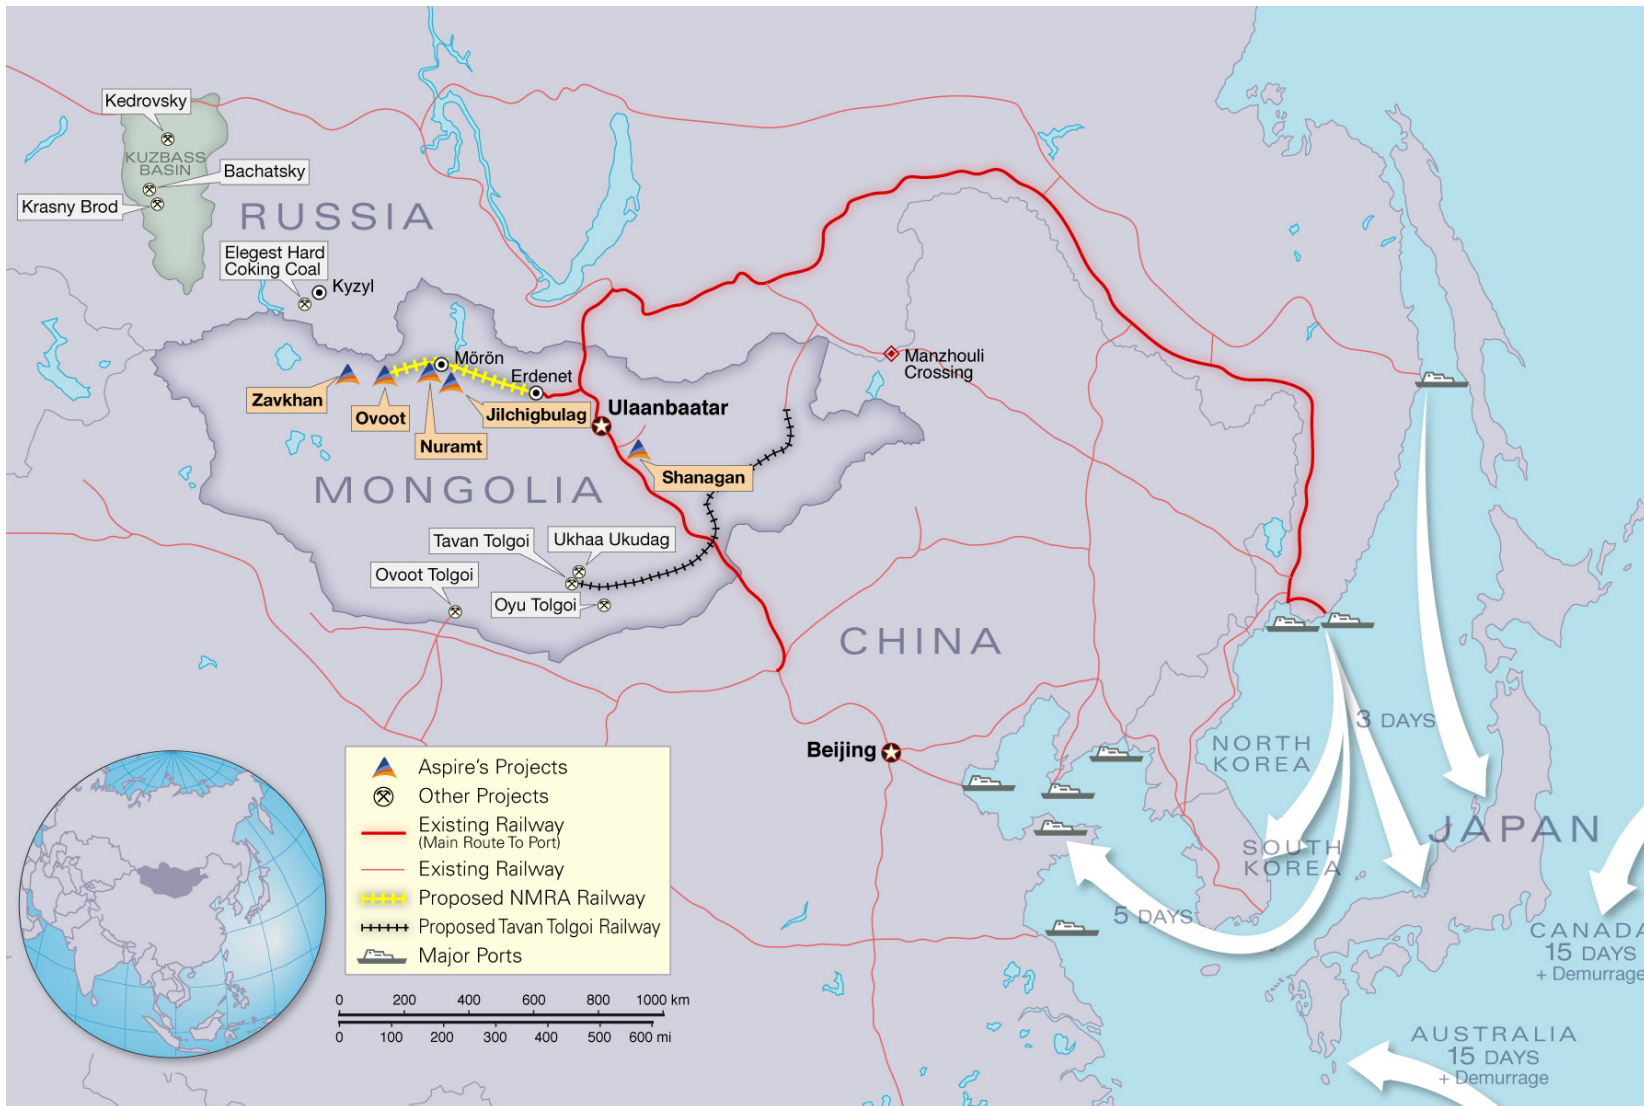 Kedrovsky
KUZBASS
BASIN
Bachatsky
Krasny Brod
RUSSIA
Elegest Hard
Coking Coal
Kyzyl
Manzhouli
Crossing
Mörön
Erdenet
Zavkhan
Ovoot
Nuramt
Jilchigbulag
Ulaanbaatar
Shanagan
MONGOLIA
Tavan Tolgoi
Ukhaa Ukudag
Ovoot Tolgoi
Oyu Tolgoi
CHINA
Beijing
3 DAYS
NORTH
KOREA
SOUTH
KOREA
JAPAN
5 DAYS
CANADA
15 DAYS
+ Demurrage
AUSTRALIA
15 DAYS
+ Demurrage
Aspire's Projects
Other Projects
Existing Railway
(Main Route To Port)
Existing Railway
Proposed NMRA Railway
Proposed Tavan Tolgoi Railway
Major Ports
0 200 400 600 800 1000 km
0 100 200 300 400 500 600 mi